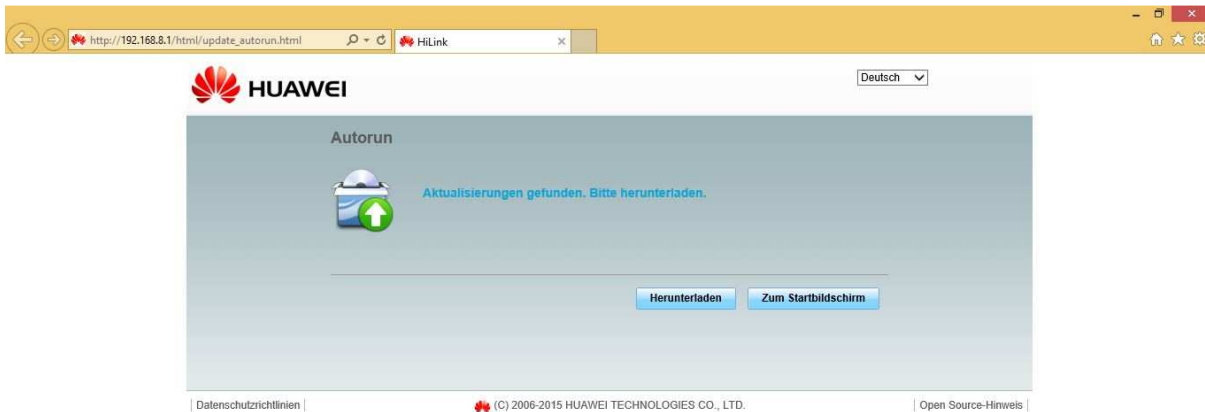 http://192.168.8.1/html/update_autorun.html
HiLink
HUAWEI
Deutsch
Autorun
Aktualisierungen gefunden. Bitte herunterladen.
Herunterladen
Zum Startbildschirm
Datenschutzrichtlinien
(C) 2006-2015 HUAWEI TECHNOLOGIES CO., LTD.
Open Source-Hinweis